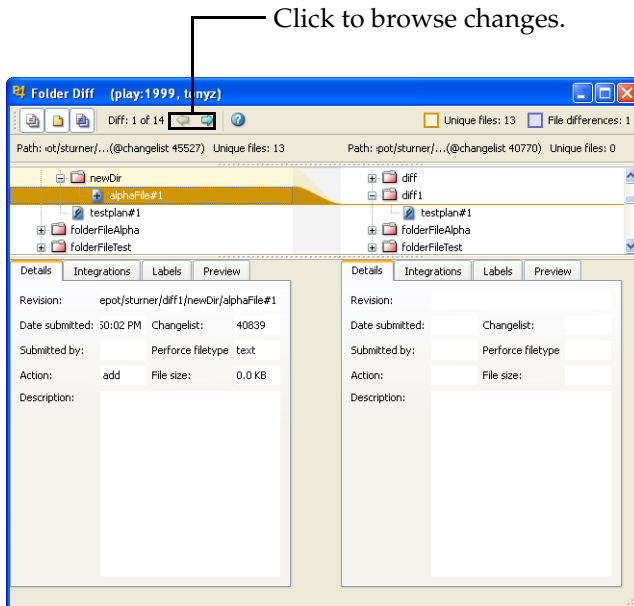 Click to browse changes.
Folder Diff (play:1999, tonyz)
Diff: 1 of 14
Unique files: 13 File differences: 1
Path: ot/sturner/...(@changelist 45527) Unique files: 13
Path: pot/sturner/...(@changelist 40770) Unique files: 0
newDir
alphaFile#1
testplan#1
folderFileAlpha
folderFileTest
diff
diff1
testplan#1
folderFileAlpha
folderFileTest
Details Integrations Labels Preview
Revision: epot/sturner/diff1/newDir/alphaFile#1
Date submitted: 50:02 PM Changelist: 40839
Submitted by: Perforce filetype text
Action: add File size: 0.0 KB
Description:
Details Integrations Labels Preview
Revision:
Date submitted: Changelist:
Submitted by: Perforce filetype
Action: File size:
Description: